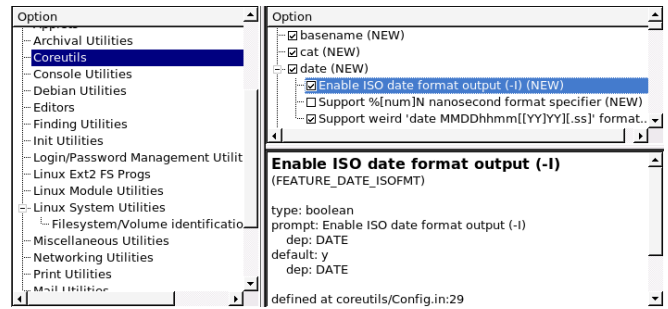 Option
Applets
Archival Utilities
Coreutils
Console Utilities
Debian Utilities
Editors
Finding Utilities
Init Utilities
Login/Password Management Utilit
Linux Ext2 FS Progs
Linux Module Utilities
Linux System Utilities
Filesystem/Volume identificatio
Miscellaneous Utilities
Networking Utilities
Print Utilities
Mail Utilities
Option
basename (NEW)
cat (NEW)
date (NEW)
Enable ISO date format output (-I) (NEW)
Support %[num]N nanosecond format specifier (NEW)
Support weird 'date MMDDhhmm[[YY]YY][.ss]' format..
Enable ISO date format output (-I)
(FEATURE_DATE_ISOFMT)
type: boolean
prompt: Enable ISO date format output (-I)
dep: DATE
default: y
dep: DATE
defined at coreutils/Config.in:29